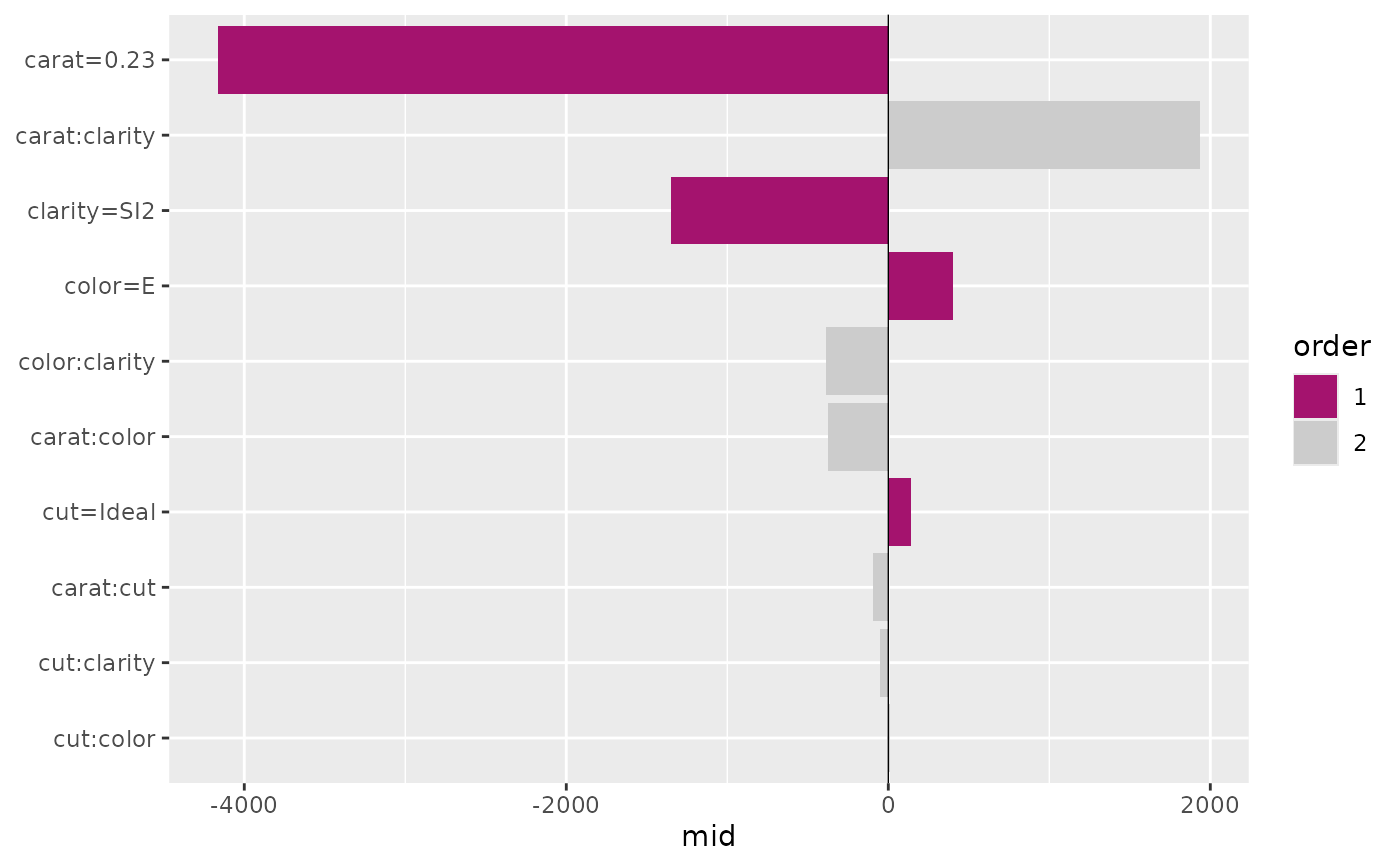 carat=0.23
carat:clarity
clarity=SI2
color=E
color:clarity
carat:color
cut=Ideal
carat:cut
cut:clarity
cut:color
-4000 -2000 0 2000
mid
order
1
2